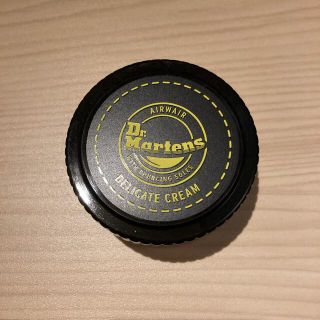 AIRWAIR
Dr.
Martens
WITH BOUNCING SOLES
DELICATE CREAM